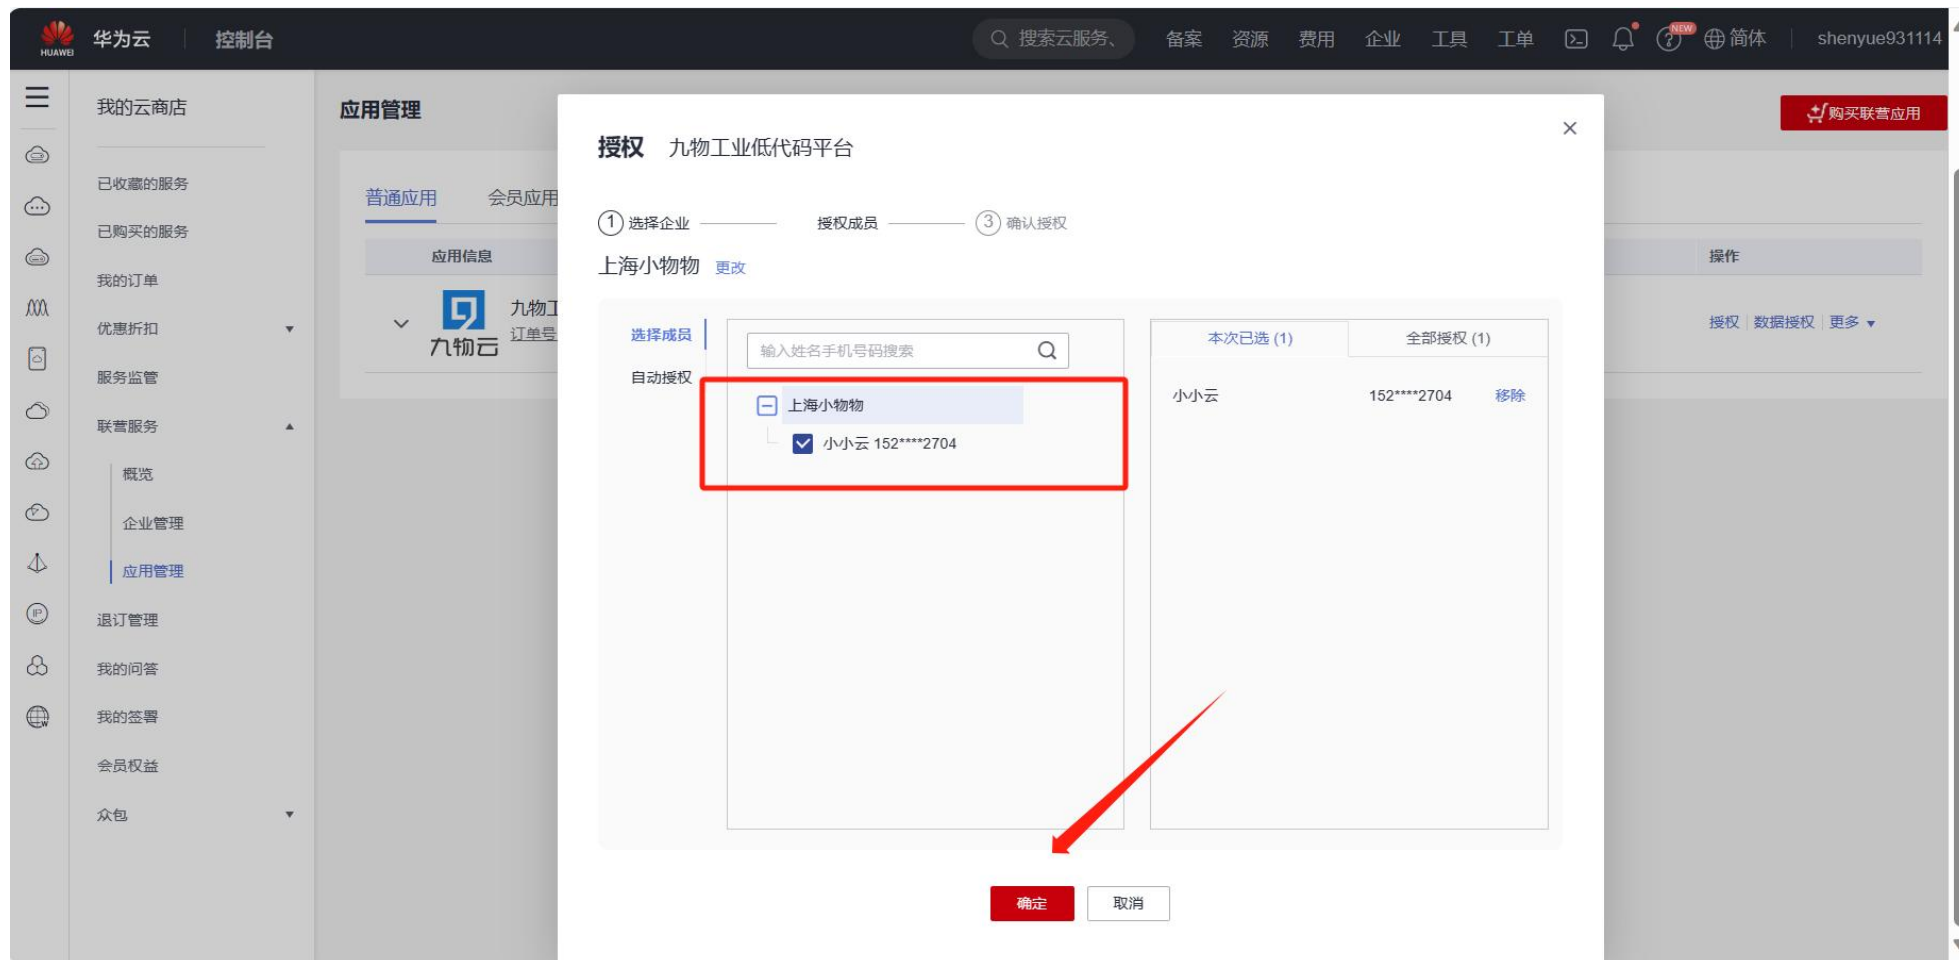 HUAWEI
华为云
控制台
搜索云服务、
备案
资源
费用
企业
工具
工单
NEW
简体
shenyue931114
我的云商店
已收藏的服务
已购买的服务
我的订单
优惠折扣
服务监管
联营服务
概览
企业管理
应用管理
退订管理
我的问答
我的签署
会员权益
众包
应用管理
购买联营应用
普通应用
会员应用
应用信息
操作
九物工
订单号
九物云
授权 数据授权 更多
授权 九物工业低代码平台
1 选择企业
授权成员
3 确认授权
上海小物物 更改
选择成员
自动授权
输入姓名手机号码搜索
上海小物物
小小云 152****2704
本次已选 (1)
全部授权 (1)
小小云 152****2704 移除
确定
取消